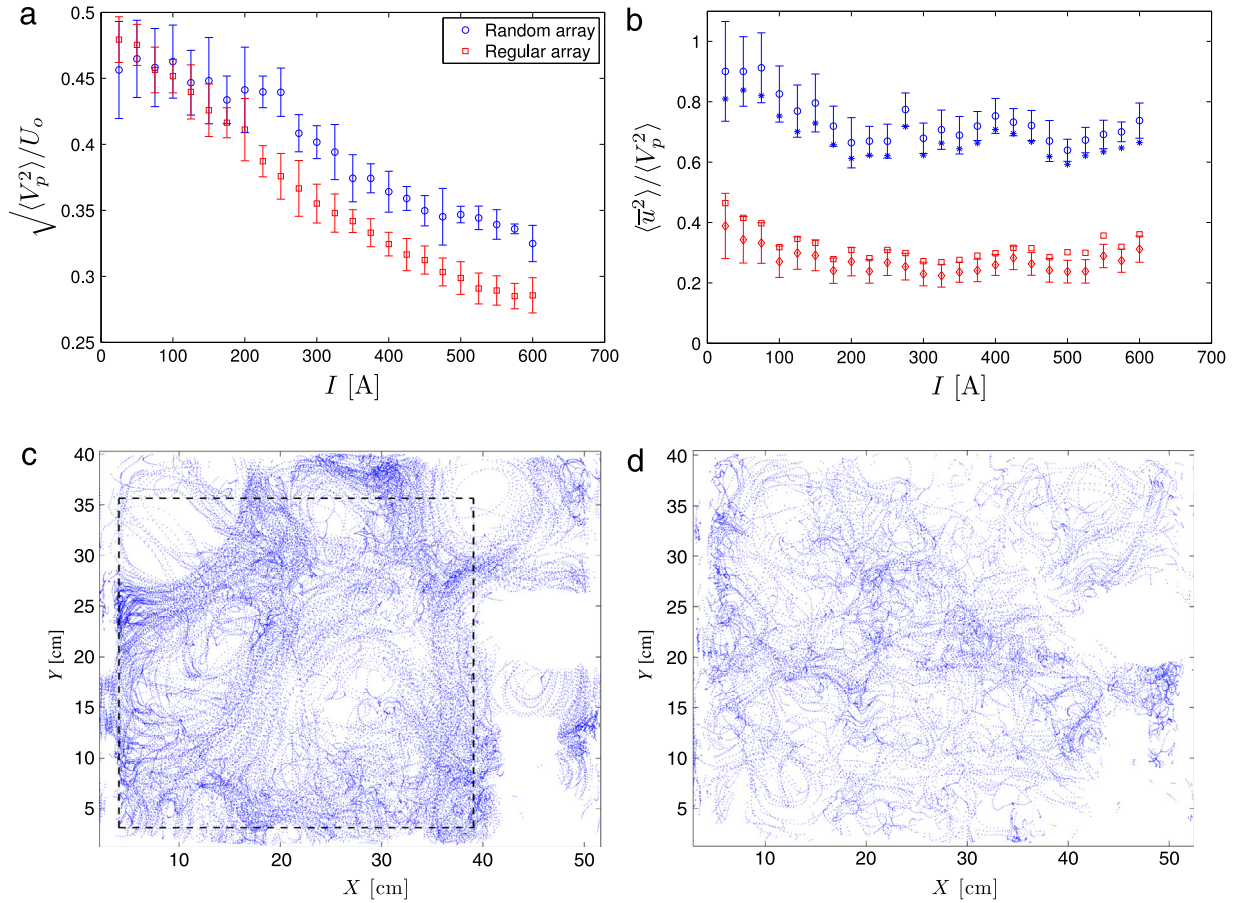 a
0.5
0.45
0.4
0.35
0.3
0.25
0 100 200 300 400 500 600 700
√⟨V_p^2⟩/U_o
I [A]
Random array
Regular array
b
1
0.8
0.6
0.4
0.2
0
0 100 200 300 400 500 600 700
⟨u̅^2⟩/⟨V_p^2⟩
I [A]
c
40
35
30
25
20
15
10
5
10 20 30 40 50
Y [cm]
X [cm]
d
40
35
30
25
20
15
10
5
10 20 30 40 50
Y [cm]
X [cm]